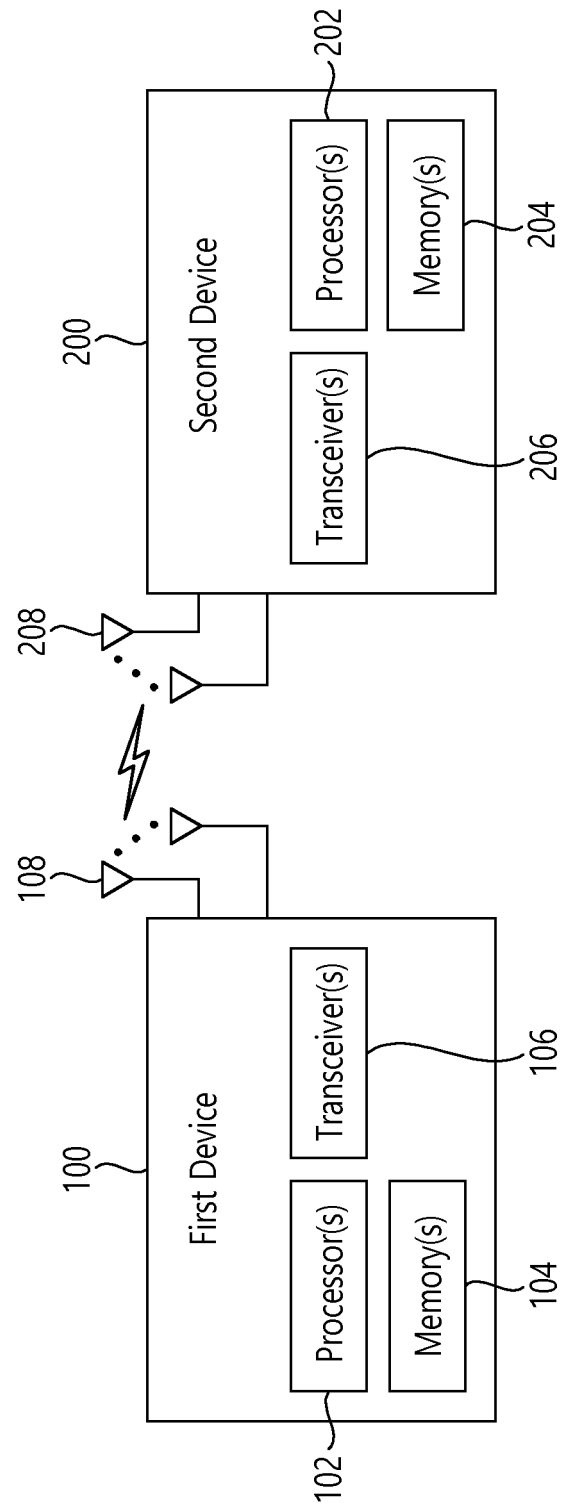 100
First Device
Processor(s)
Transceiver(s)
Memory(s)
102
104
106
108
208
200
Second Device
Transceiver(s)
Processor(s)
Memory(s)
202
204
206